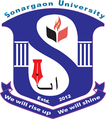 Sonargaon University
Estd. 2012
We will rise up We will shine